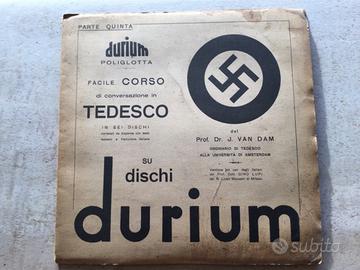 PARTE QUINTA
durium
POLIGLOTTA
FACILE CORSO
di conversazione in
TEDESCO
IN SEI DISCHI
del
Prof. Dr. J. VAN DAM
ORDINARIO DI TEDESCO
ALLA UNIVERSITÀ DI AMSTERDAM
SU
dischi
durium
subito